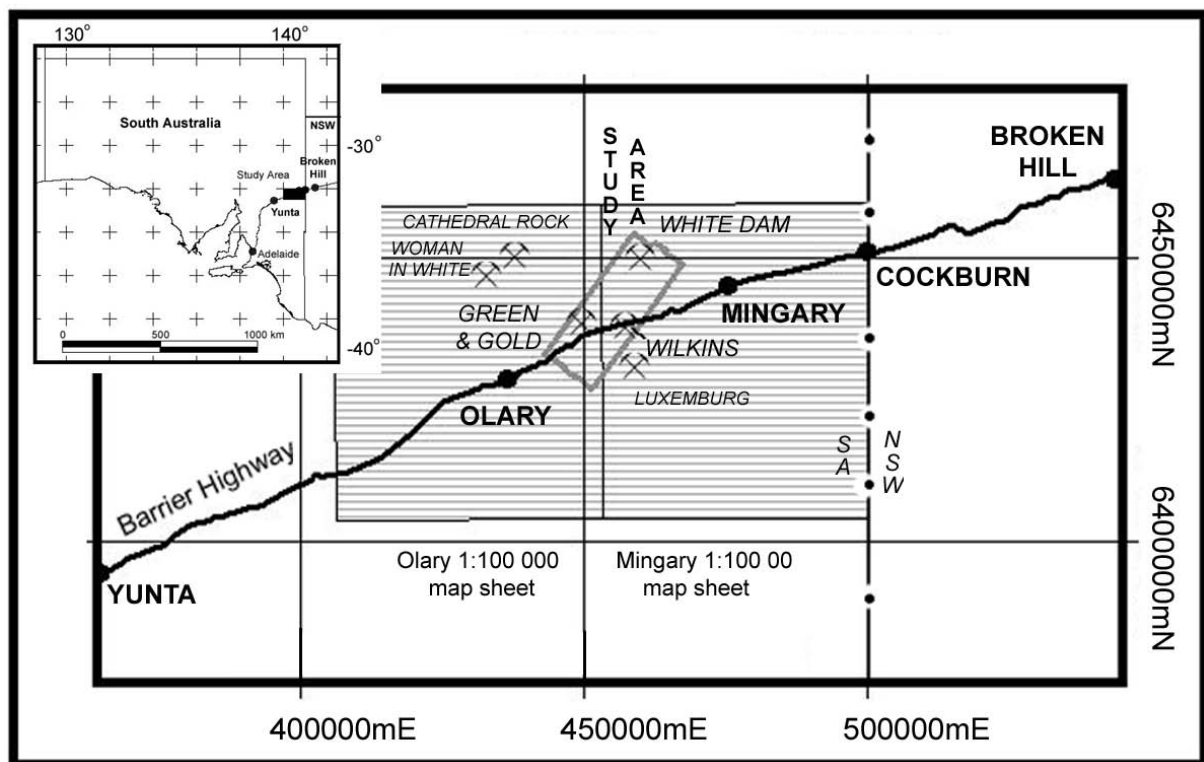 130°
140°
South Australia
NSW
-30°
Broken
Hill
Study Area
Yunta
Adelaide
0
500
1000 km
-40°
STUDY
AREA
BROKEN
HILL
CATHEDRAL ROCK
WHITE DAM
WOMAN
IN WHITE
COCKBURN
GREEN
& GOLD
MINGARY
WILKINS
LUXEMBURG
OLARY
SA
NSW
Barrier Highway
YUNTA
Olary 1:100 000
map sheet
Mingary 1:100 00
map sheet
6450000mN
6400000mN
400000mE
450000mE
500000mE